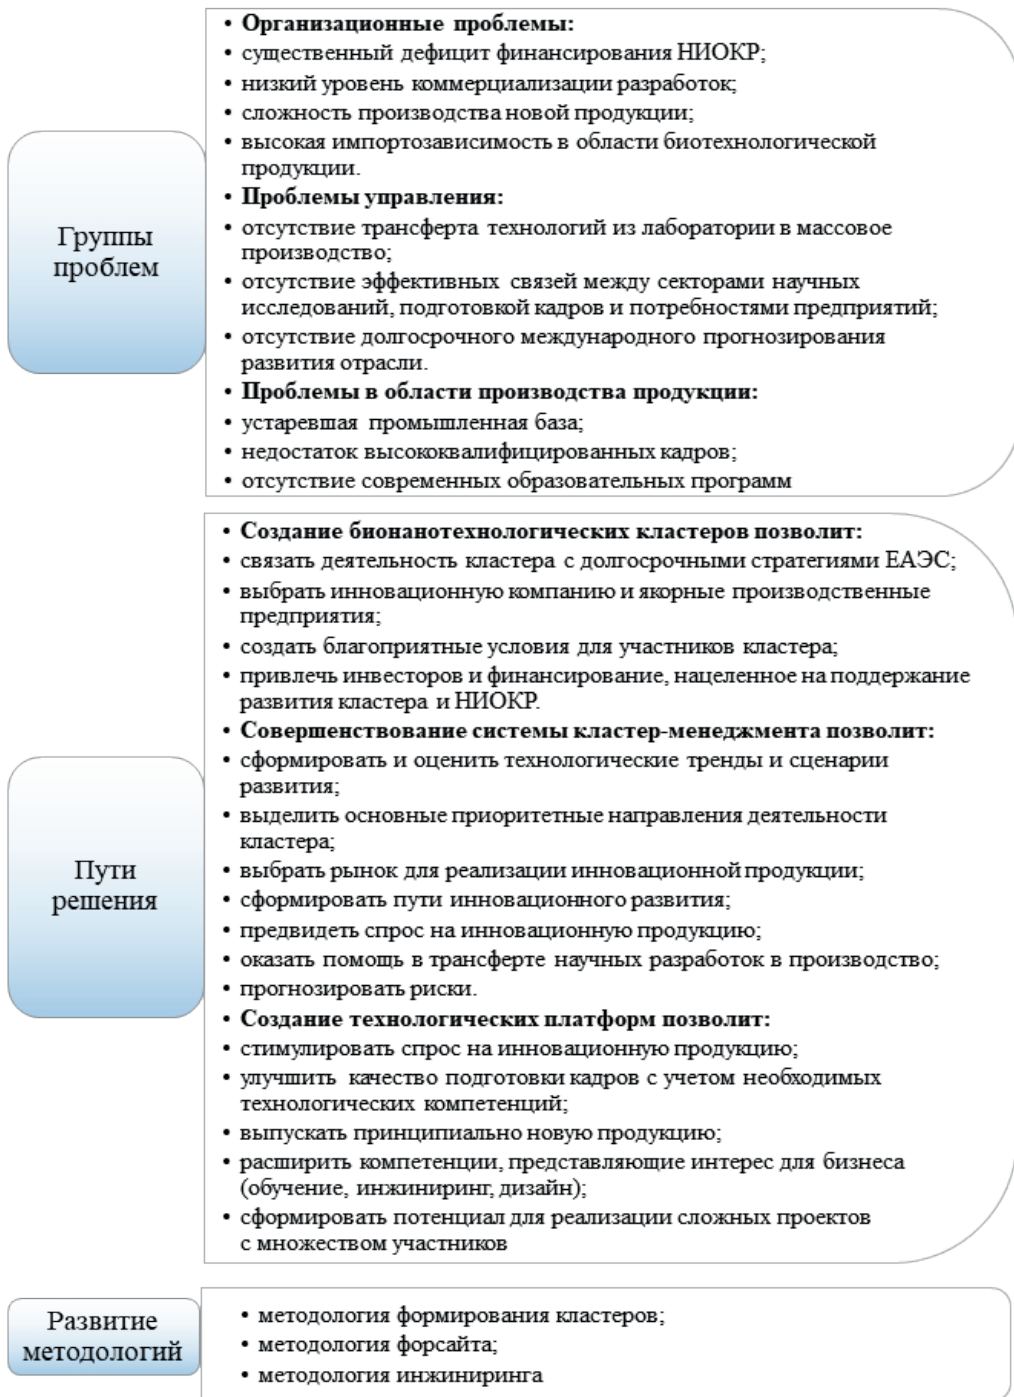 Группы
проблем
• Организационные проблемы:
• существенный дефицит финансирования НИОКР;
• низкий уровень коммерциализации разработок;
• сложность производства новой продукции;
• высокая импортозависимость в области биотехнологической
продукции.
• Проблемы управления:
• отсутствие трансферта технологий из лаборатории в массовое
производство;
• отсутствие эффективных связей между секторами научных
исследований, подготовкой кадров и потребностями предприятий;
• отсутствие долгосрочного международного прогнозирования
развития отрасли.
• Проблемы в области производства продукции:
• устаревшая промышленная база;
• недостаток высококвалифицированных кадров;
• отсутствие современных образовательных программ
Пути
решения
• Создание бионанотехнологических кластеров позволит:
• связать деятельность кластера с долгосрочными стратегиями ЕАЭС;
• выбрать инновационную компанию и якорные производственные
предприятия;
• создать благоприятные условия для участников кластера;
• привлечь инвесторов и финансирование, нацеленное на поддержание
развития кластера и НИОКР.
• Совершенствование системы кластер-менеджмента позволит:
• сформировать и оценить технологические тренды и сценарии
развития;
• выделить основные приоритетные направления деятельности
кластера;
• выбрать рынок для реализации инновационной продукции;
• сформировать пути инновационного развития;
• предвидеть спрос на инновационную продукцию;
• оказать помощь в трансферте научных разработок в производство;
• прогнозировать риски.
• Создание технологических платформ позволит:
• стимулировать спрос на инновационную продукцию;
• улучшить качество подготовки кадров с учетом необходимых
технологических компетенций;
• выпускать принципиально новую продукцию;
• расширить компетенции, представляющие интерес для бизнеса
(обучение, инжиниринг, дизайн);
• сформировать потенциал для реализации сложных проектов
с множеством участников
Развитие
методологий
• методология формирования кластеров;
• методология форсайта;
• методология инжиниринга